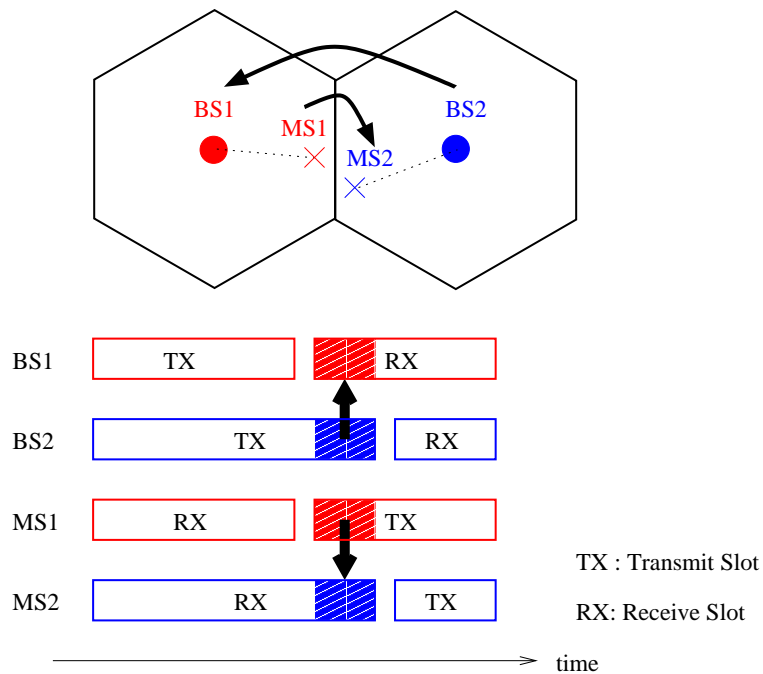 BS1
BS2
MS1
MS2
BS1
TX
RX
BS2
TX
RX
MS1
RX
TX
MS2
RX
TX
TX : Transmit Slot
RX: Receive Slot
time